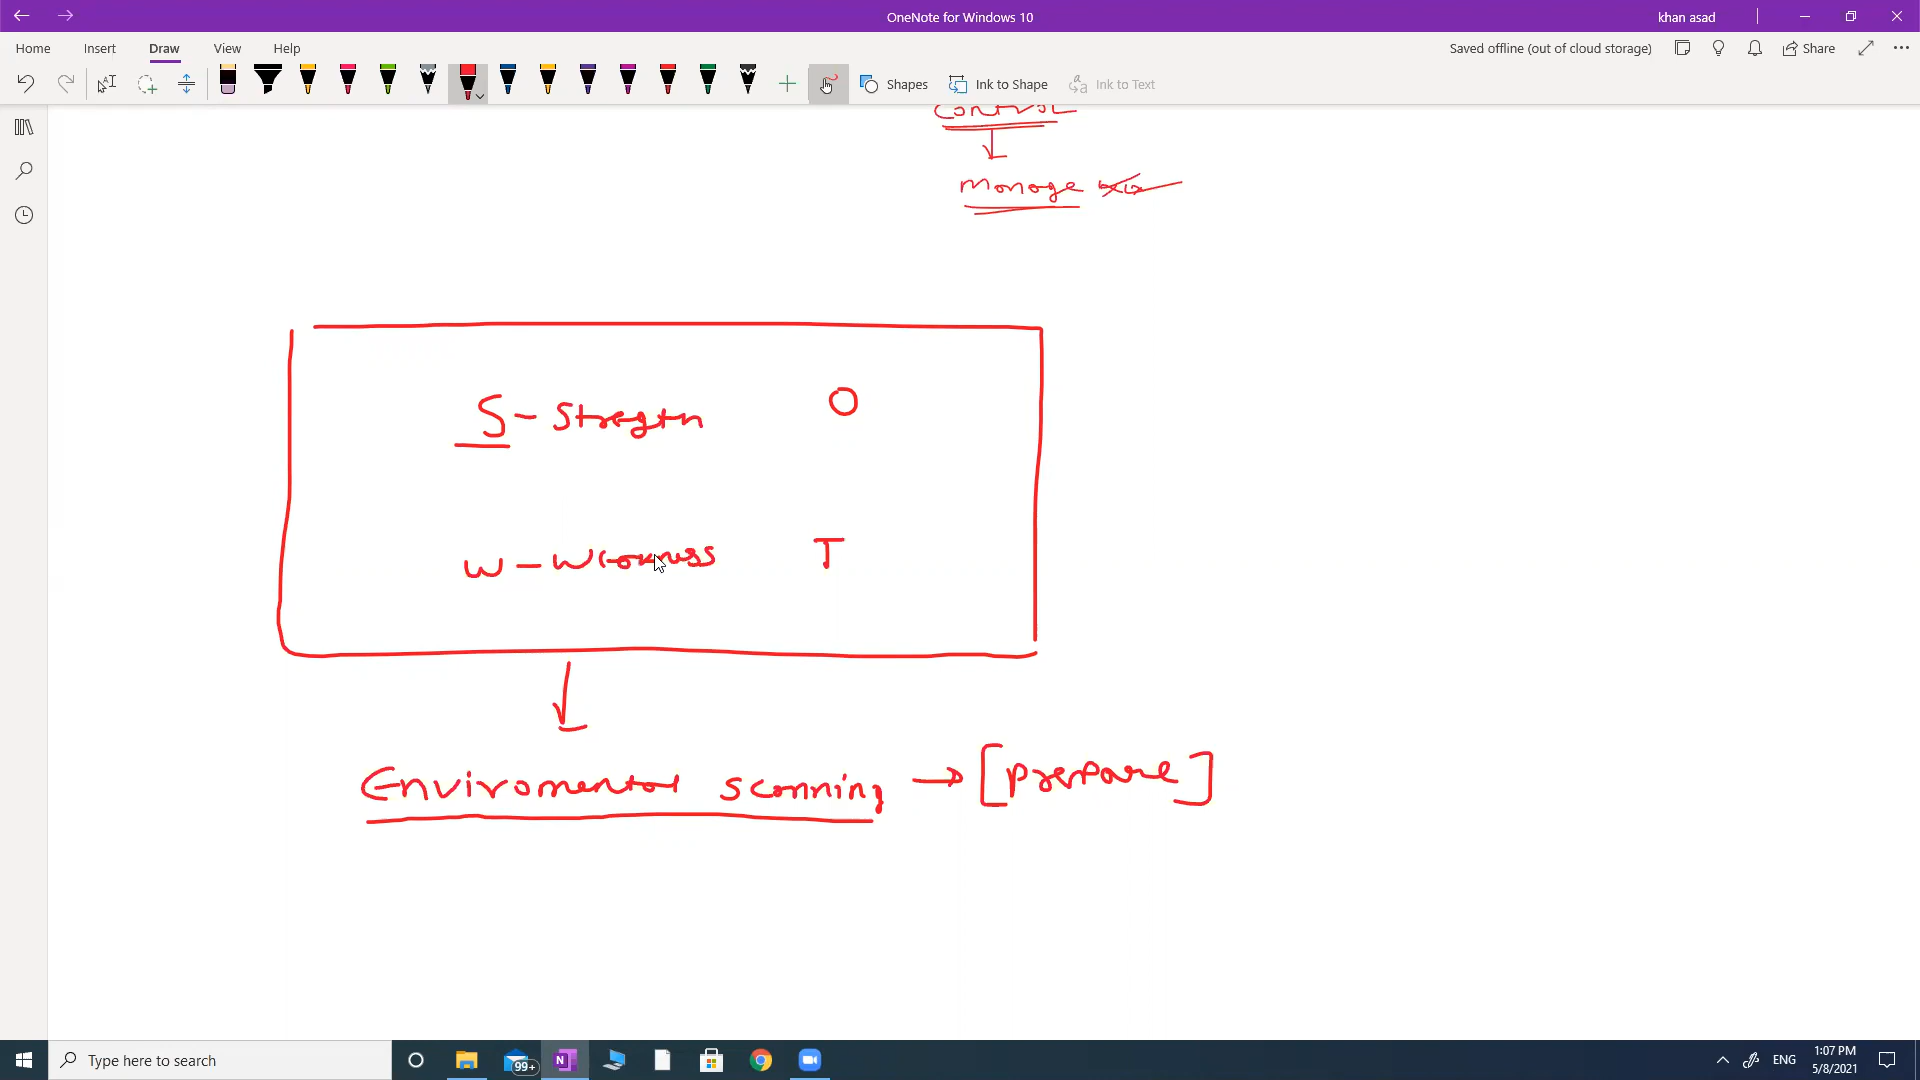 OneNote for Windows 10
khan asad
Home Insert Draw View Help
Saved offline (out of cloud storage)
Share
Shapes
Ink to Shape
Ink to Text
Control
Manage
S - Stregth O
W - Weakness T
Enviromental scanning → [prepare]
Type here to search
99+
N
ENG
1:07 PM
5/8/2021